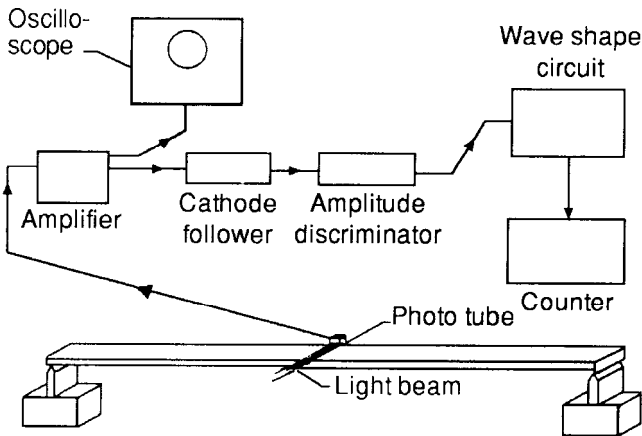 Oscillo-
scope
Wave shape
circuit
Amplifier
Cathode
follower
Amplitude
discriminator
Counter
Photo tube
Light beam